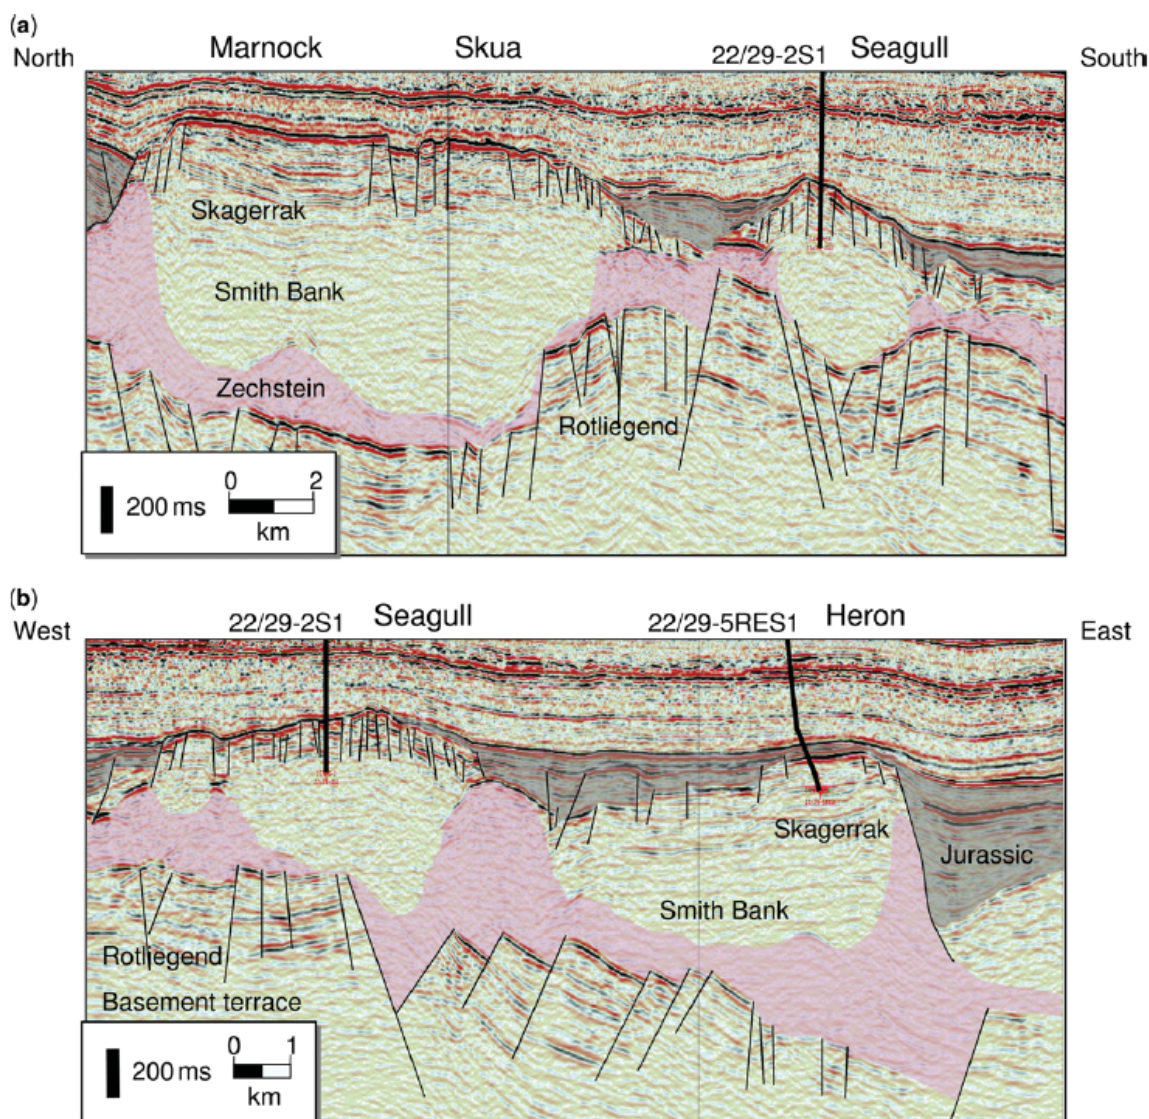 (a)
North Marnock Skua 22/29-2S1 Seagull South
Skagerrak
Smith Bank
Zechstein
Rotliegend
0 2
200 ms
km
(b)
West 22/29-2S1 Seagull 22/29-5RES1 Heron East
Skagerrak
Jurassic
Smith Bank
Rotliegend
Basement terrace
0 1
200 ms
km